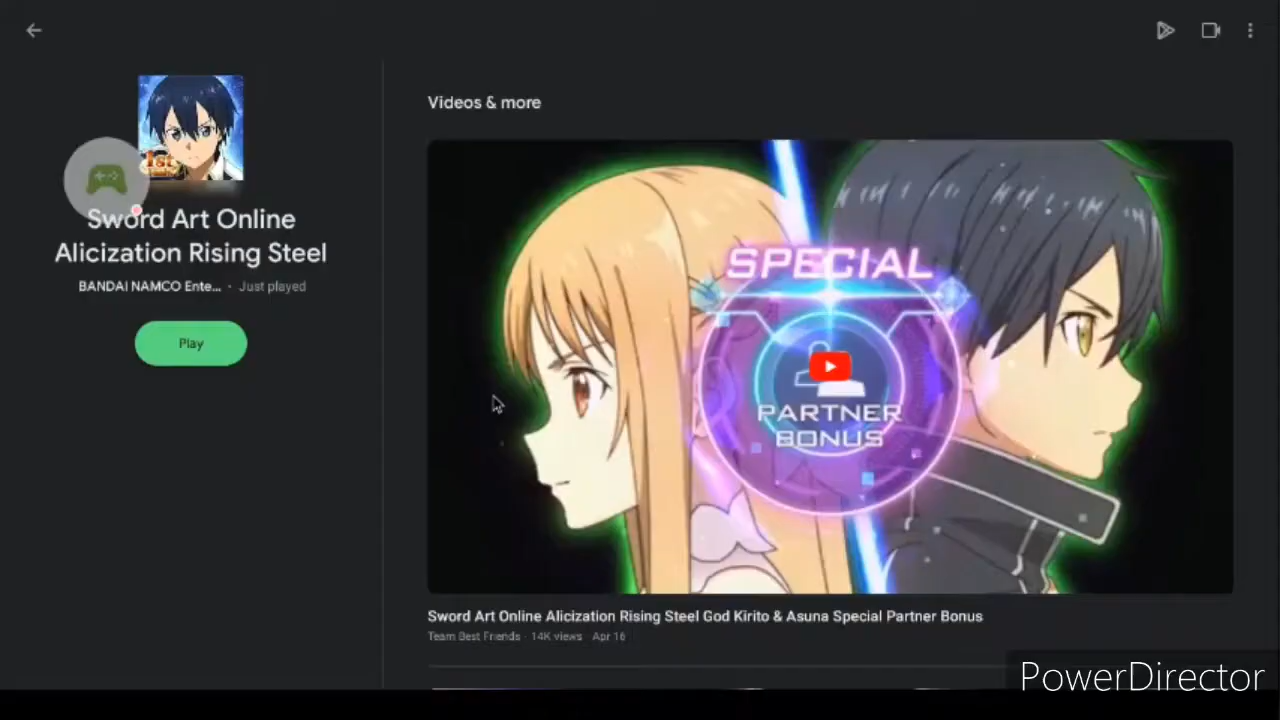 Videos & more
1st
Sword Art Online
Alicization Rising Steel
BANDAI NAMCO Ente... · Just played
Play
SPECIAL
PARTNER
BONUS
Sword Art Online Alicization Rising Steel God Kirito & Asuna Special Partner Bonus
Team Best Friends · 14K views · Apr 16
PowerDirector